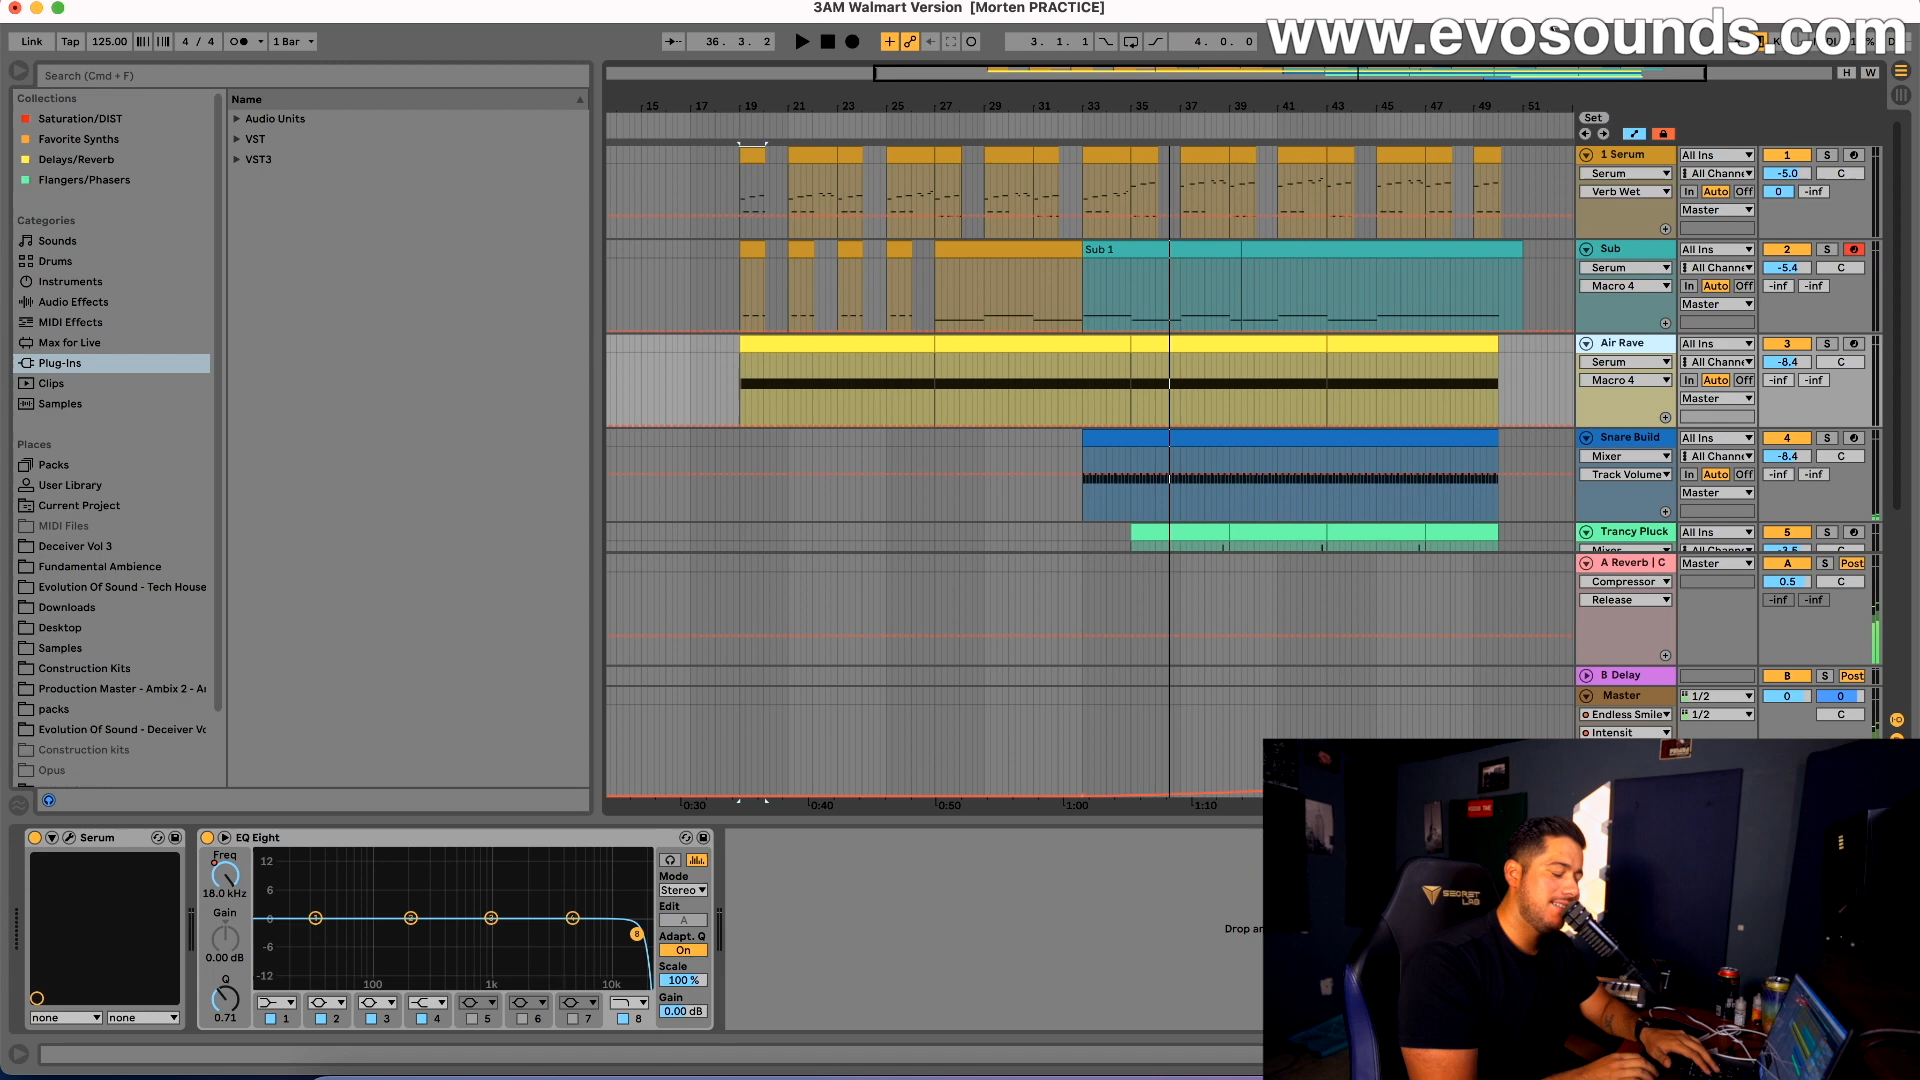 3AM Walmart Version [Morten PRACTICE]
www.evosounds.com
Link Tap 125.00 4 / 4 1 Bar 36. 3. 2 3. 1. 1 4. 0. 0
Search (Cmd + F) H W
Collections Name
Saturation/DIST Audio Units
Favorite Synths VST
Delays/Reverb VST3
Flangers/Phasers
Categories
Sounds
Drums
Instruments
Audio Effects
MIDI Effects
Max for Live
Plug-Ins
Clips
Samples
Places
Packs
User Library
Current Project
MIDI Files
Deceiver Vol 3
Fundamental Ambience
Evolution Of Sound - Tech House
Downloads
Desktop
Samples
Construction Kits
Production Master - Ambix 2 - Ar
packs
Evolution Of Sound - Deceiver Vo
Construction kits
Opus
15 17 19 21 23 25 27 29 31 33 35 37 39 41 43 45 47 49 51
Set
1 Serum All Ins 1 S
Serum All Channe -5.0 C
Verb Wet In Auto Off 0 -inf
Master
Sub 1
Sub All Ins 2 S
Serum All Channe -5.4 C
Macro 4 In Auto Off -inf -inf
Master
Air Rave All Ins 3 S
Serum All Channe -8.4 C
Macro 4 In Auto Off -inf -inf
Master
Snare Build All Ins 4 S
Mixer All Channe -8.4 C
Track Volume In Auto Off -inf -inf
Master
Trancy Pluck All Ins 5 S
Mixer All Channe -3.5 C
A Reverb | C Master A S Post
Compressor 0.5 C
Release -inf -inf
B Delay B S Post
Master 1/2 0 0
Endless Smile 1/2 C
Intensit
0:30 0:40 0:50 1:00 1:10
Serum
none none
EQ Eight
Freq
18.0 kHz
Gain
0.00 dB
Q
0.71
12
6
0
-6
-12
100 1k 10k
1 2 3 4 8
1 2 3 4 5 6 7 8
Mode
Stereo
Edit
A
Adapt. Q
On
Scale
100 %
Gain
0.00 dB
Drop an
SECRET
LAB